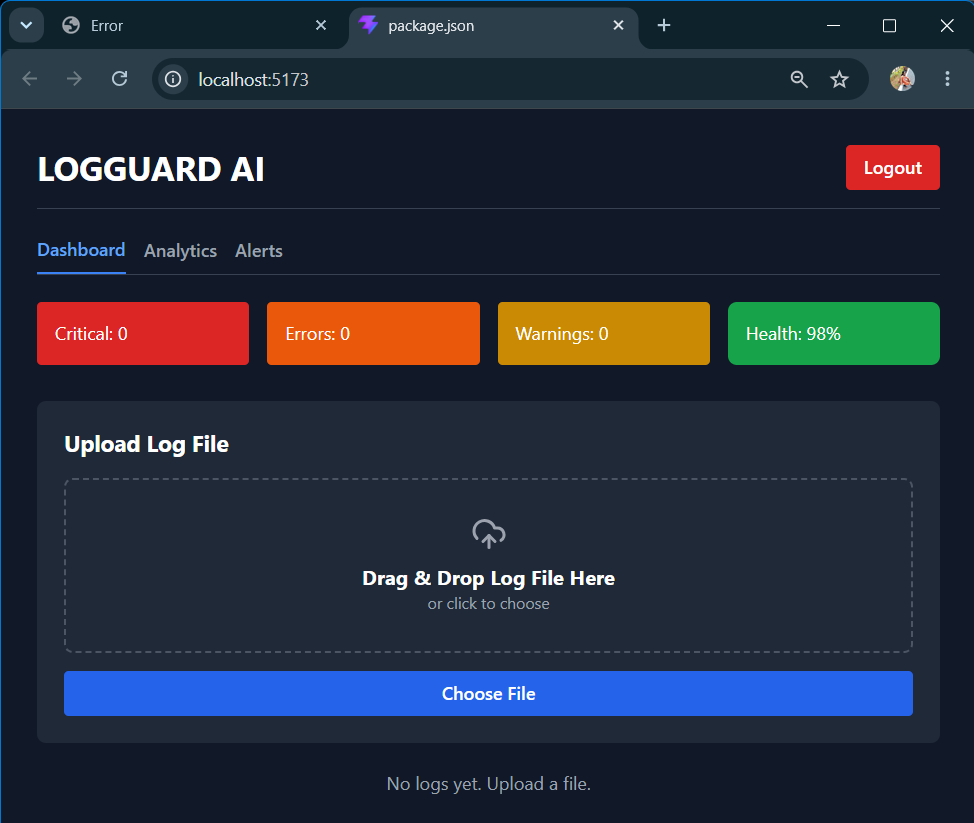 Error
package.json
localhost:5173
LOGGUARD AI
Logout
Dashboard Analytics Alerts
Critical: 0
Errors: 0
Warnings: 0
Health: 98%
Upload Log File
Drag & Drop Log File Here
or click to choose
Choose File
No logs yet. Upload a file.